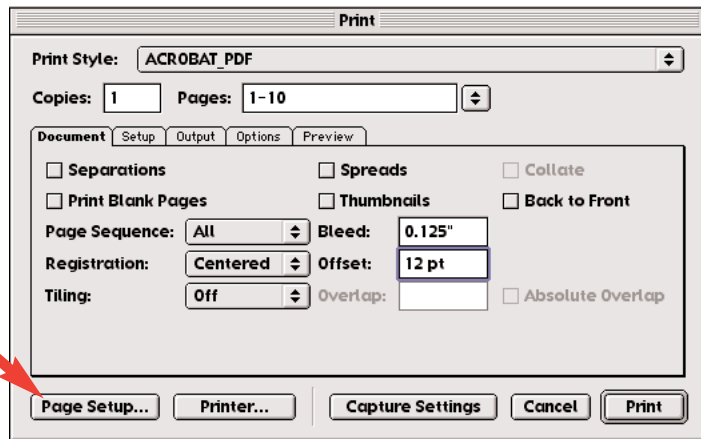 Print
Print Style: ACROBAT_PDF
Copies: 1 Pages: 1-10
Document Setup Output Options Preview
Separations Spreads Collate
Print Blank Pages Thumbnails Back to Front
Page Sequence: All Bleed: 0.125"
Registration: Centered Offset: 12 pt
Tiling: Off Overlap: Absolute Overlap
Page Setup... Printer... Capture Settings Cancel Print